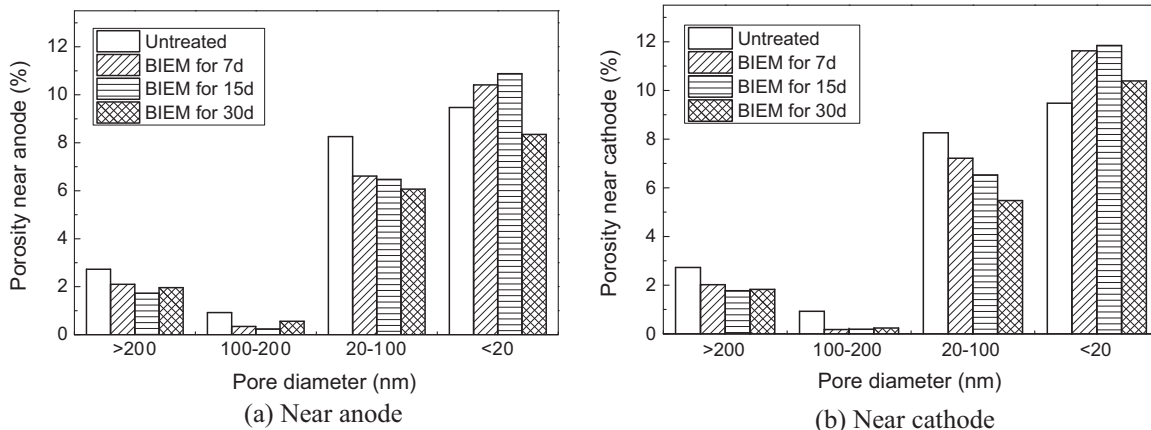 Untreated
BIEM for 7d
BIEM for 15d
BIEM for 30d
Porosity near anode (%)
12
10
8
6
4
2
0
>200 100-200 20-100 <20
Pore diameter (nm)
(a) Near anode
Untreated
BIEM for 7d
BIEM for 15d
BIEM for 30d
Porosity near cathode (%)
12
10
8
6
4
2
0
>200 100-200 20-100 <20
Pore diameter (nm)
(b) Near cathode